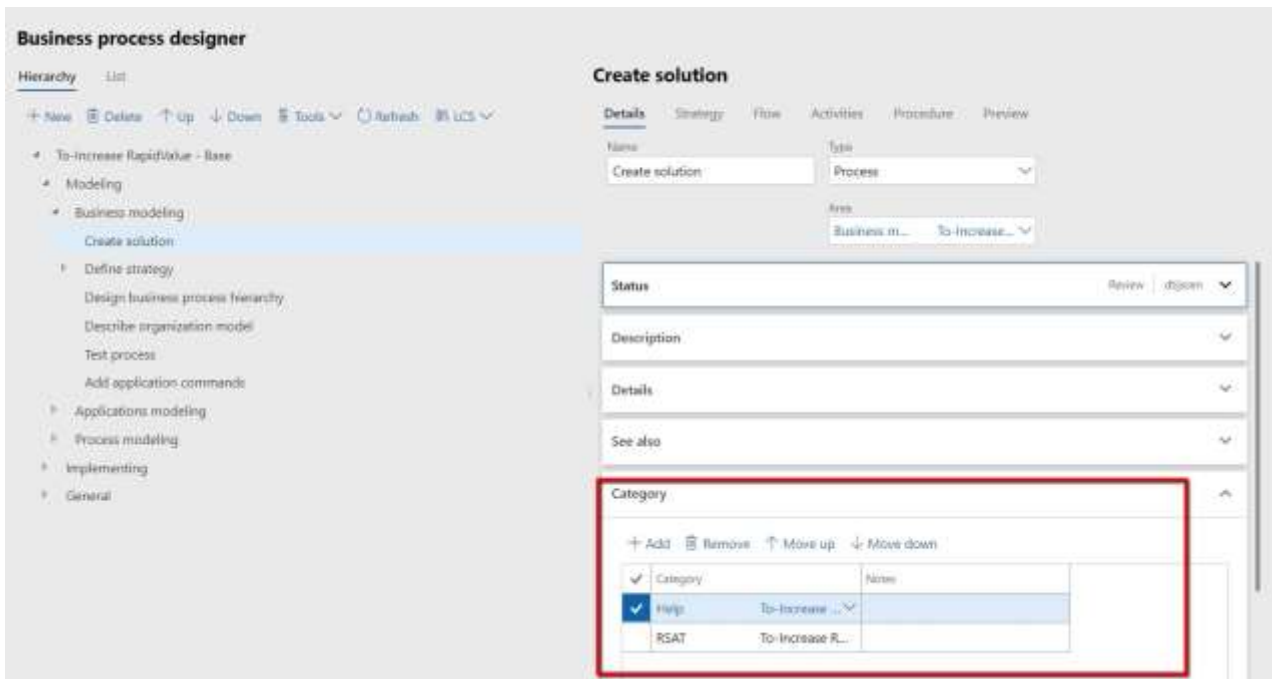 Business process designer
Hierarchy List
+ New Delete ↑ Up ↓ Down Tools Refresh LCS
To-Increase RapidValue - Base
Modeling
Business modeling
Create solution
Define strategy
Design business process hierarchy
Describe organization model
Test process
Add application commands
Applications modeling
Process modeling
Implementing
General
Create solution
Details Strategy Flow Activities Procedure Preview
Name Type
Create solution Process
Area
Business m... To-Increase...
Status Review
Description
Details
See also
Category
+ Add Remove ↑ Move up ↓ Move down
Category Notes
Help To-Increase ...
RSAT To-Increase R...